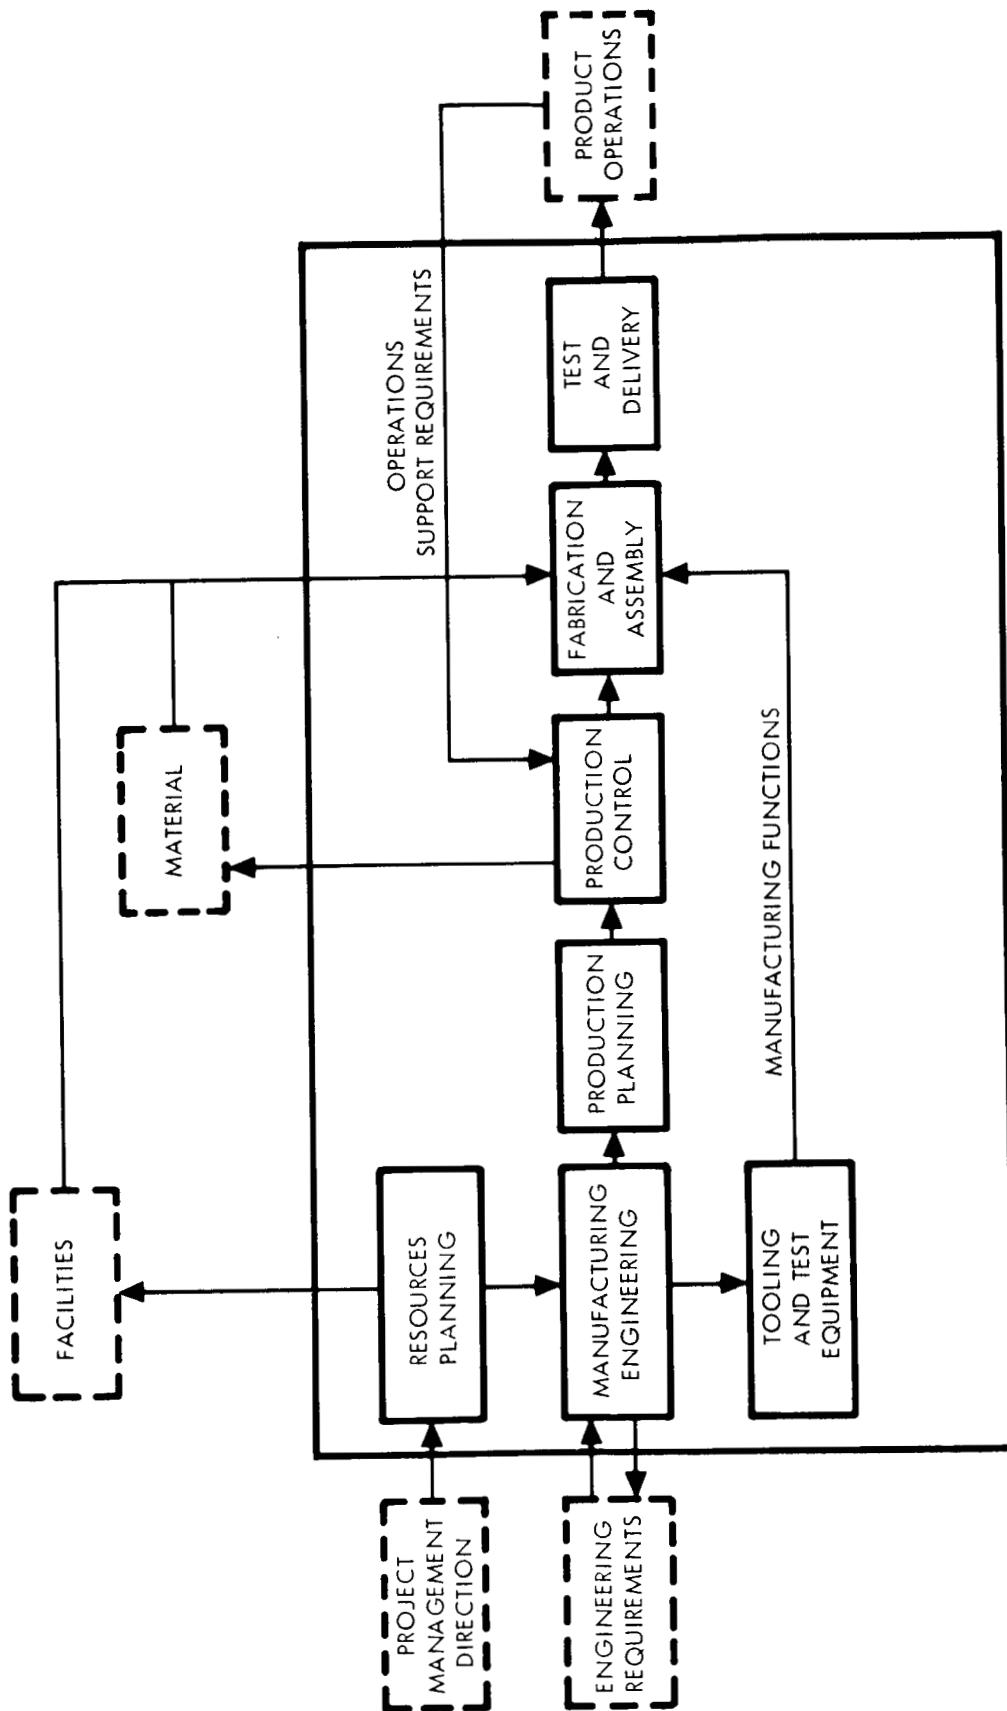 FACILITIES
MATERIAL
PROJECT
MANAGEMENT
DIRECTION
RESOURCES
PLANNING
OPERATIONS
SUPPORT REQUIREMENTS
ENGINEERING
REQUIREMENTS
MANUFACTURING
ENGINEERING
PRODUCTION
PLANNING
PRODUCTION
CONTROL
FABRICATION
AND
ASSEMBLY
TEST
AND
DELIVERY
PRODUCT
OPERATIONS
TOOLING
AND TEST
EQUIPMENT
MANUFACTURING FUNCTIONS